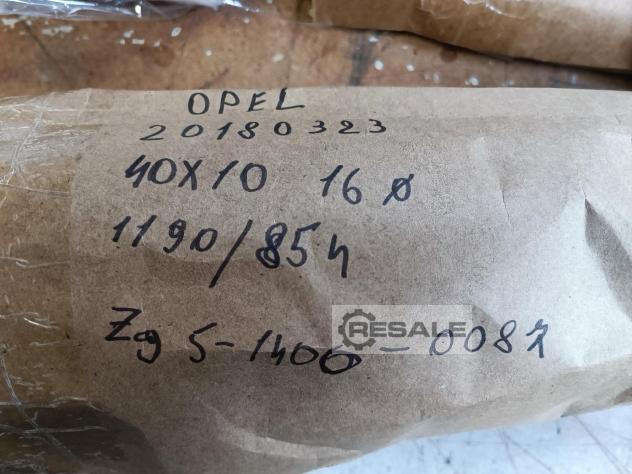 OPEL
20180323
40X10 16 ø
1190/854
Zg 5-1400-0087
RESALE